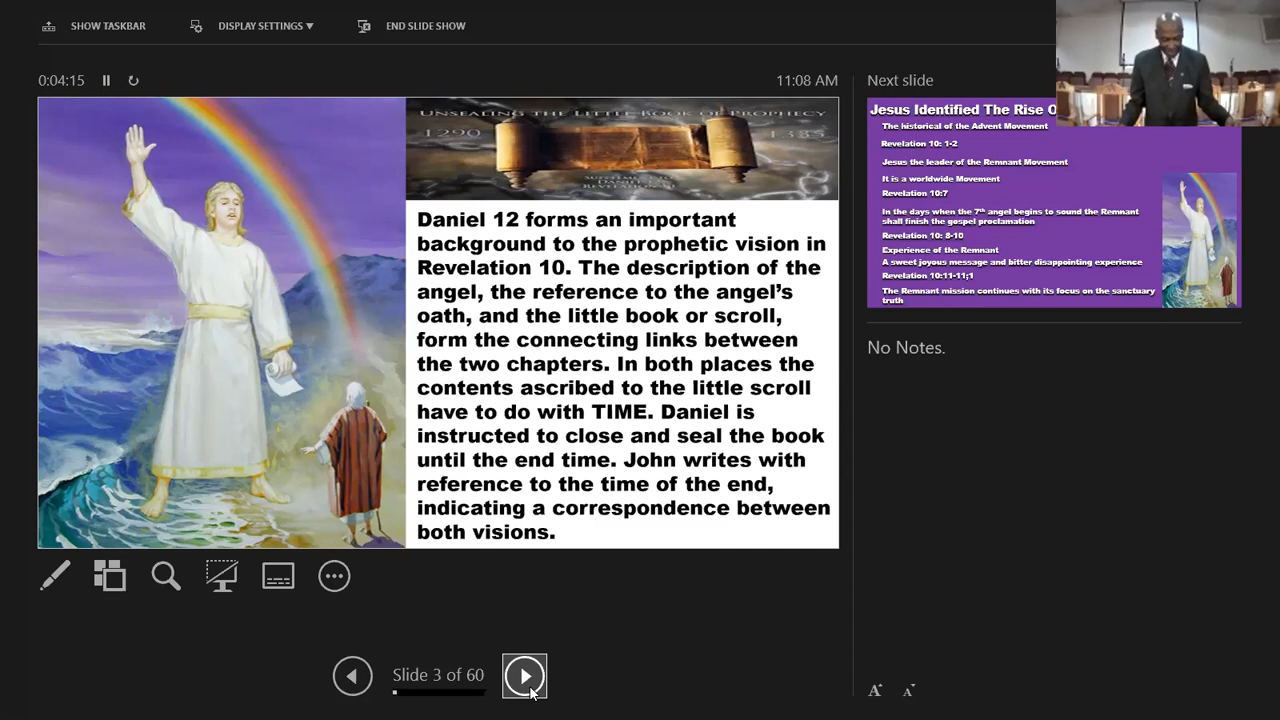 SHOW TASKBAR
DISPLAY SETTINGS
END SLIDE SHOW
0:04:15
11:08 AM
UNSEALING THE LITTLE BOOK OF PROPHECY
1290
1335
Daniel 12 forms an important
background to the prophetic vision in
Revelation 10. The description of the
angel, the reference to the angel’s
oath, and the little book or scroll,
form the connecting links between
the two chapters. In both places the
contents ascribed to the little scroll
have to do with TIME. Daniel is
instructed to close and seal the book
until the end time. John writes with
reference to the time of the end,
indicating a correspondence between
both visions.
Slide 3 of 60
Next slide
Jesus Identified The Rise O
The historical of the Advent Movement
Revelation 10: 1-2
Jesus the leader of the Remnant Movement
It is a worldwide Movement
Revelation 10:7
In the days when the 7th angel begins to sound the Remnant
shall finish the gospel proclamation
Revelation 10: 8-10
Experience of the Remnant
A sweet joyous message and bitter disappointing experience
Revelation 10:11-11;1
The Remnant mission continues with its focus on the sanctuary
truth
No Notes.
A A